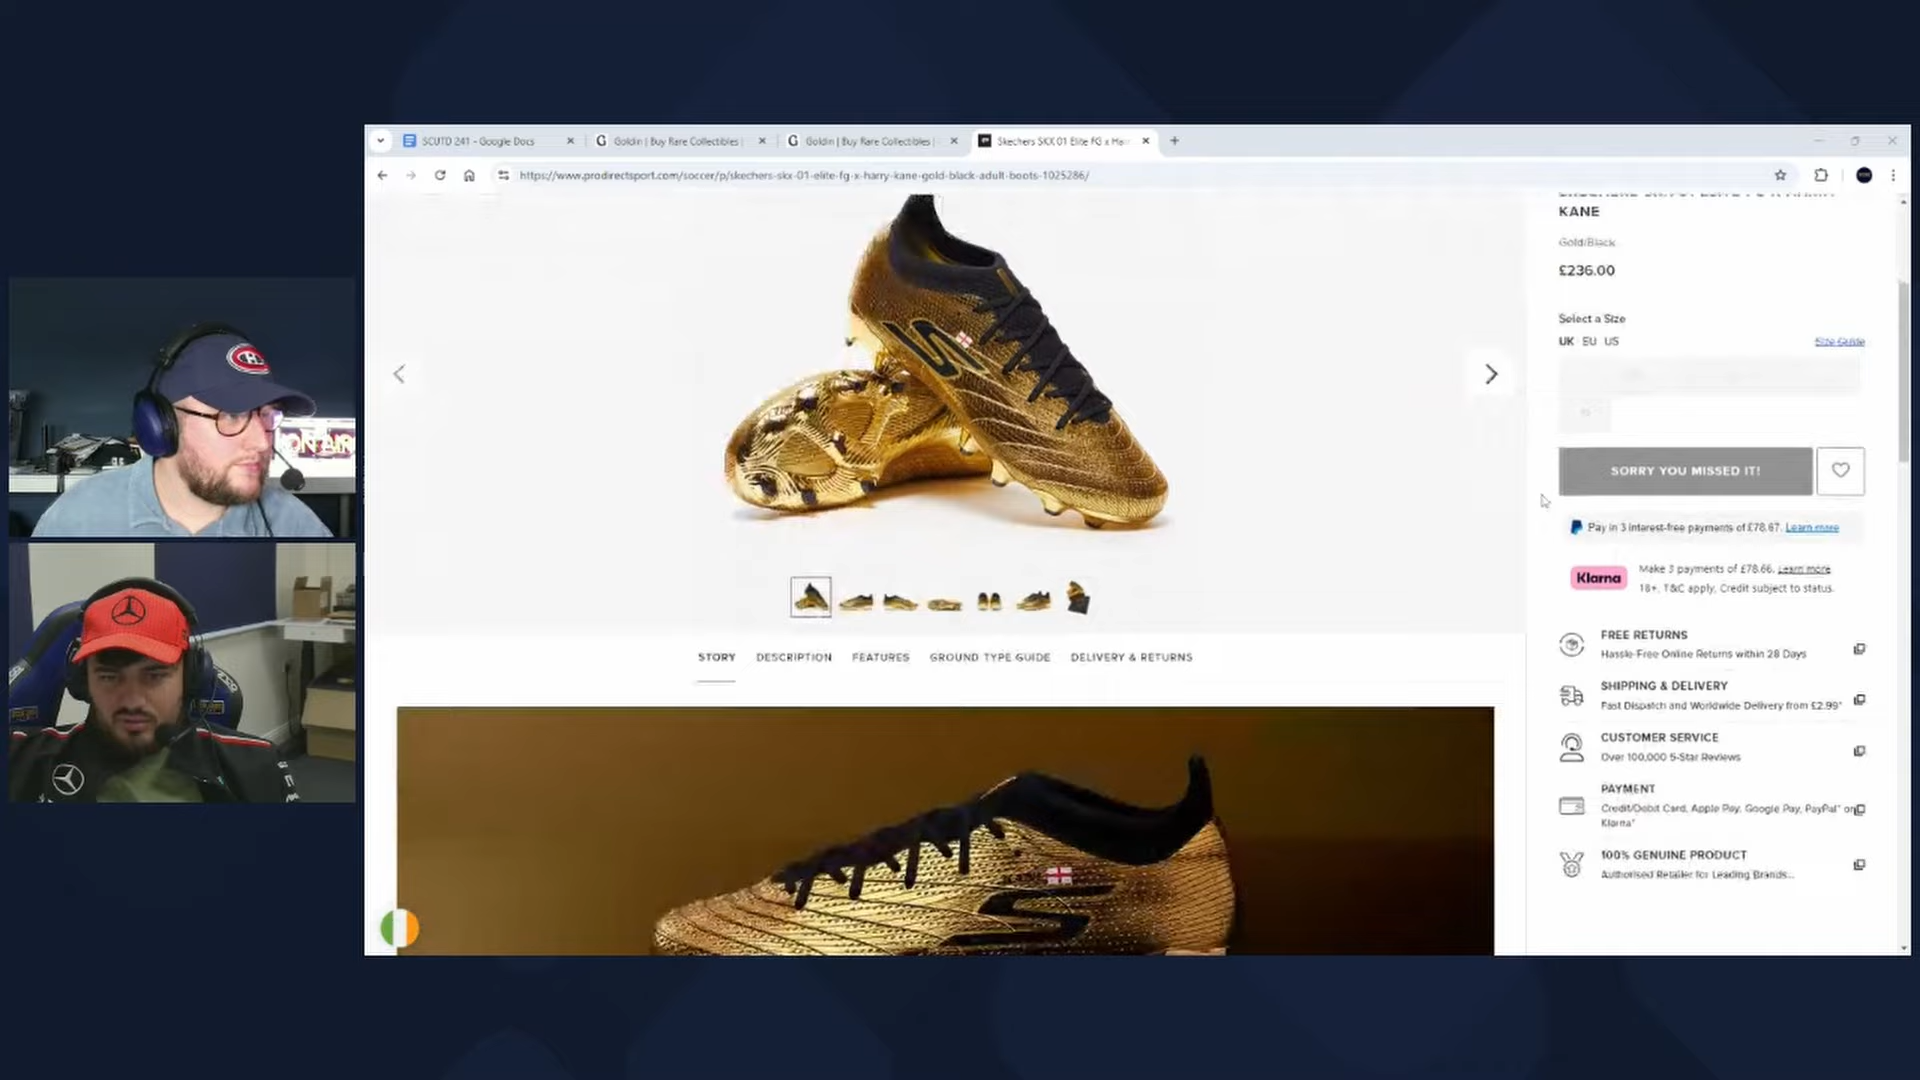 SCUTD 241 - Google Docs
Goldin | Buy Rare Collectibles |
Goldin | Buy Rare Collectibles | -
Skechers SKX 01 Elite FG x Har
https://www.prodirectsport.com/soccer/p/skechers-skx-01-elite-fg-x-harry-kane-gold-black-adult-boots-1025286/
KANE
Gold/Black
£236.00
Select a Size
UK EU US
Size Guide
SORRY YOU MISSED IT!
Pay in 3 interest-free payments of £78.67. Learn more
Klarna
Make 3 payments of £78.66. Learn more
18+, T&C apply, Credit subject to status.
STORY
DESCRIPTION
FEATURES
GROUND TYPE GUIDE
DELIVERY & RETURNS
FREE RETURNS
Hassle-Free Online Returns within 28 Days
SHIPPING & DELIVERY
Fast Dispatch and Worldwide Delivery from £2.99*
CUSTOMER SERVICE
Over 100,000 5-Star Reviews
PAYMENT
Credit/Debit Card, Apple Pay, Google Pay, PayPal* or
Klarna*
100% GENUINE PRODUCT
Authorised Retailer for Leading Brands...
ON AIR